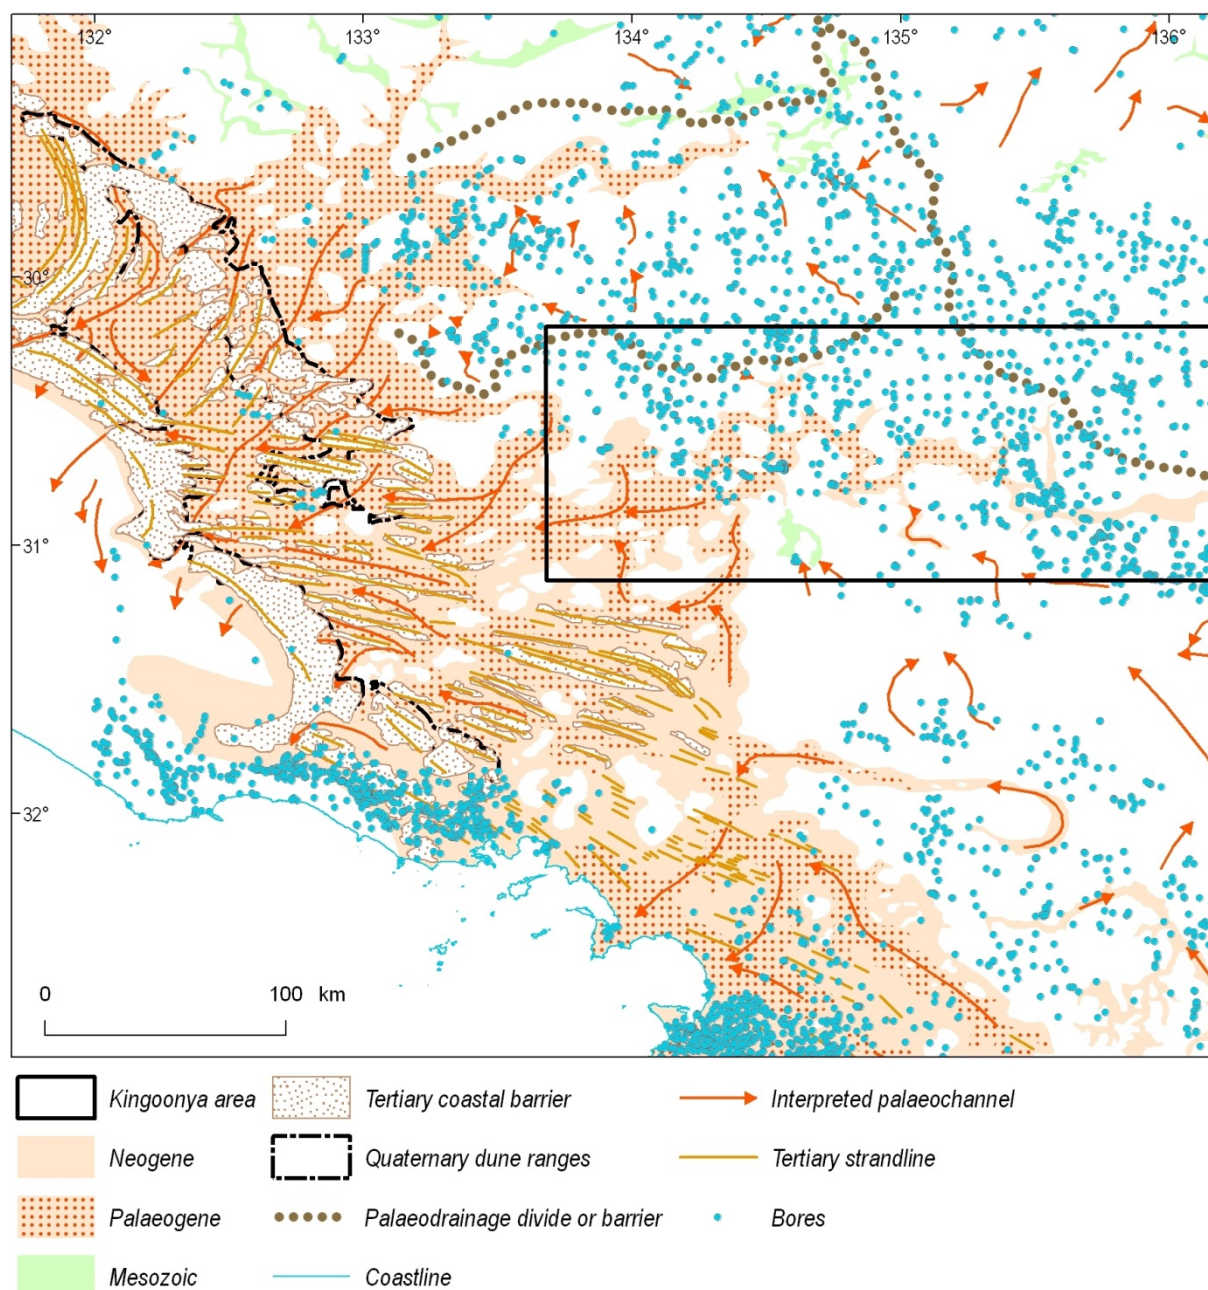 132° 133° 134° 135° 136°
30°
31°
32°
0 100 km
Kingoonya area Tertiary coastal barrier Interpreted palaeochannel
Neogene Quaternary dune ranges Tertiary strandline
Palaeogene Palaeodrainage divide or barrier Bores
Mesozoic Coastline